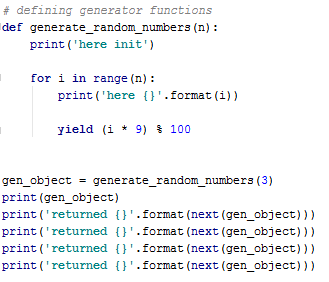 # defining generator functions
def generate_random_numbers(n):
    print('here init')
    for i in range(n):
        print('here {}'.format(i))
        yield (i * 9) % 100
gen_object = generate_random_numbers(3)
print(gen_object)
print('returned {}'.format(next(gen_object)))
print('returned {}'.format(next(gen_object)))
print('returned {}'.format(next(gen_object)))
print('returned {}'.format(next(gen_object)))